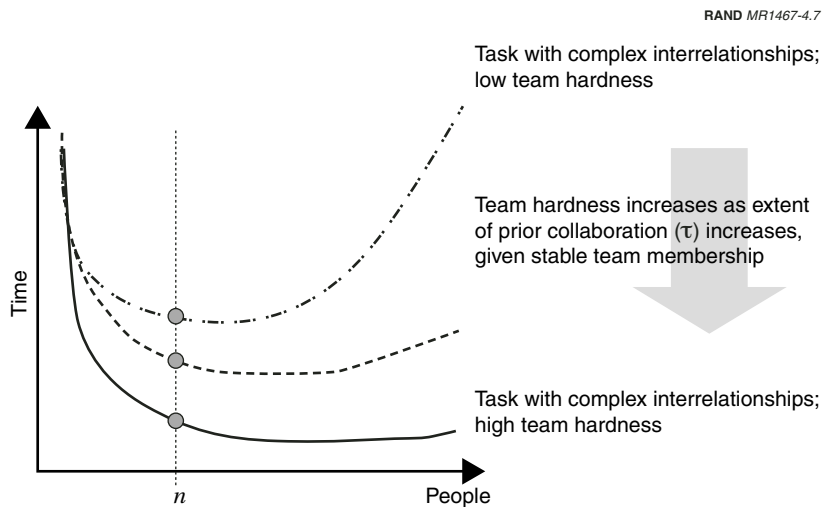 RAND MR1467-4.7
Task with complex interrelationships;
low team hardness
Team hardness increases as extent
of prior collaboration (τ) increases,
given stable team membership
Task with complex interrelationships;
high team hardness
Time
n
People